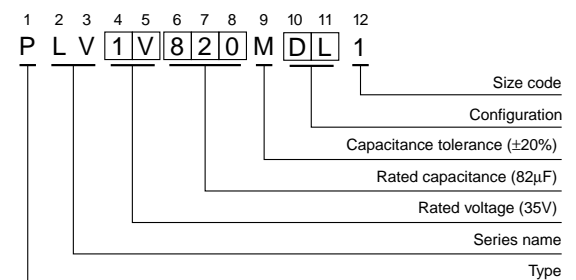 1 2 3 4 5 6 7 8 9 10 11 12
P L V 1 V 8 2 0 M D L 1
Size code
Configuration
Capacitance tolerance (±20%)
Rated capacitance (82μF)
Rated voltage (35V)
Series name
Type